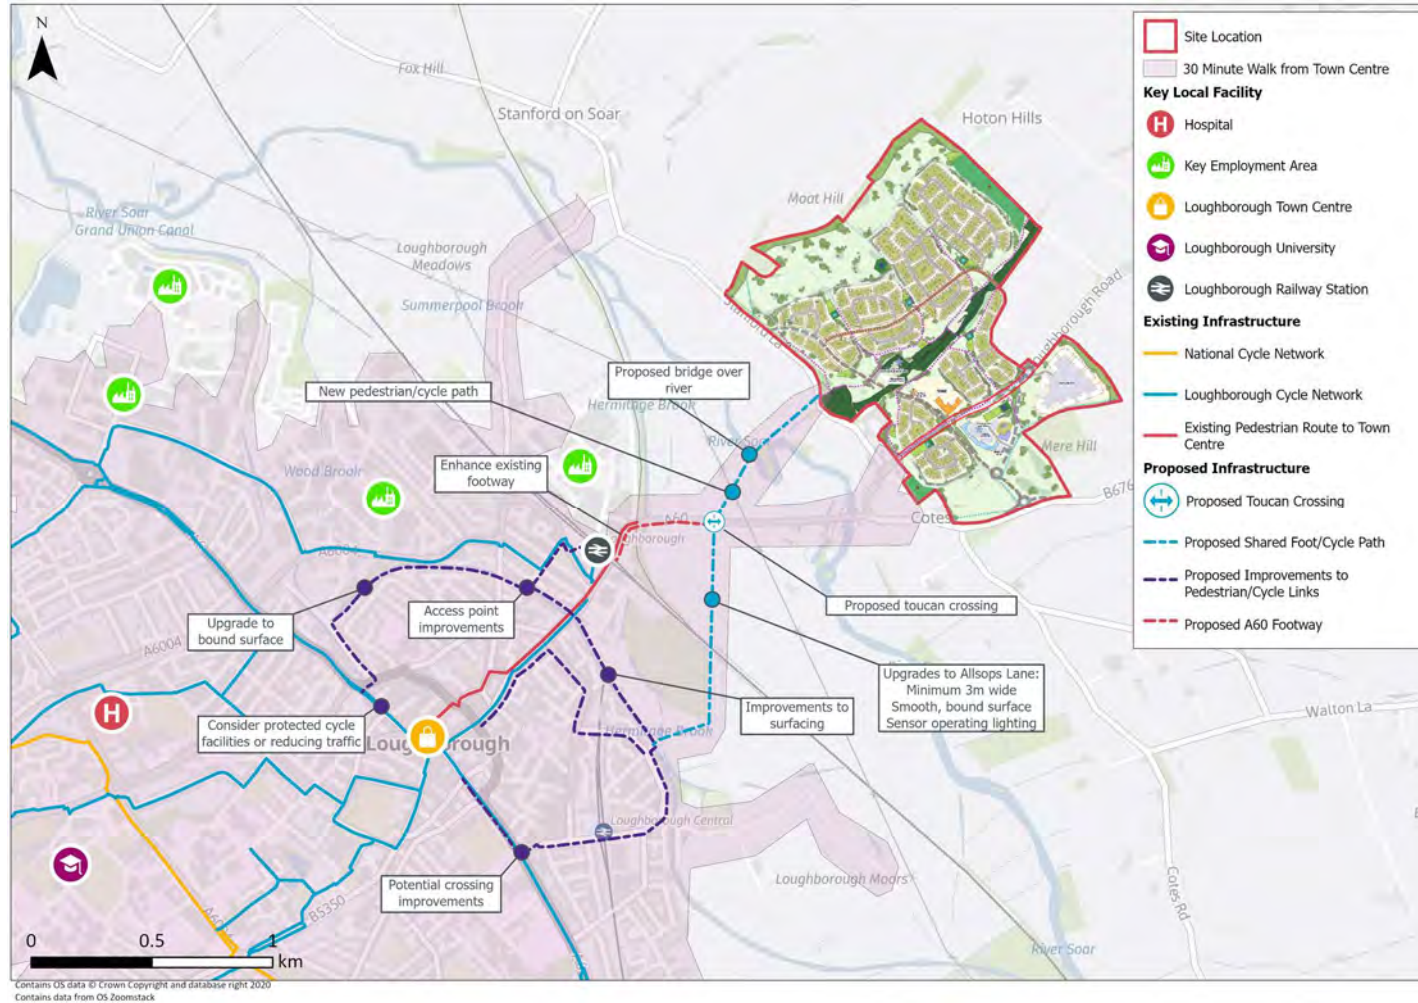 N
Fox Hill
Stanford on Soar
Hoton Hills
Moat Hill
River Soar
Grand Union Canal
Loughborough
Meadows
Summerpool Brook
Stanford La
Loughborough Road
Proposed bridge over
river
New pedestrian/cycle path
Hermitage Brook
River Soar
Mere Hill
Enhance existing
footway
Wood Brook
B676
Cotes
A60
Loughborough
A6004
Upgrade to
bound surface
Access point
improvements
Proposed toucan crossing
A6004
Upgrades to Allsops Lane:
Minimum 3m wide
Smooth, bound surface
Sensor operating lighting
Improvements to
surfacing
Consider protected cycle
facilities or reducing traffic
Loughborough
Hermitage Brook
Walton La
Loughborough Central
Potential crossing
improvements
Loughborough Moors
Cotes Rd
B5350
River Soar
0 0.5 1
km
Contains OS data © Crown Copyright and database right 2020
Contains data from OS Zoomstack
Site Location
30 Minute Walk from Town Centre
Key Local Facility
H Hospital
Key Employment Area
Loughborough Town Centre
Loughborough University
Loughborough Railway Station
Existing Infrastructure
National Cycle Network
Loughborough Cycle Network
Existing Pedestrian Route to Town
Centre
Proposed Infrastructure
Proposed Toucan Crossing
Proposed Shared Foot/Cycle Path
Proposed Improvements to
Pedestrian/Cycle Links
Proposed A60 Footway
H